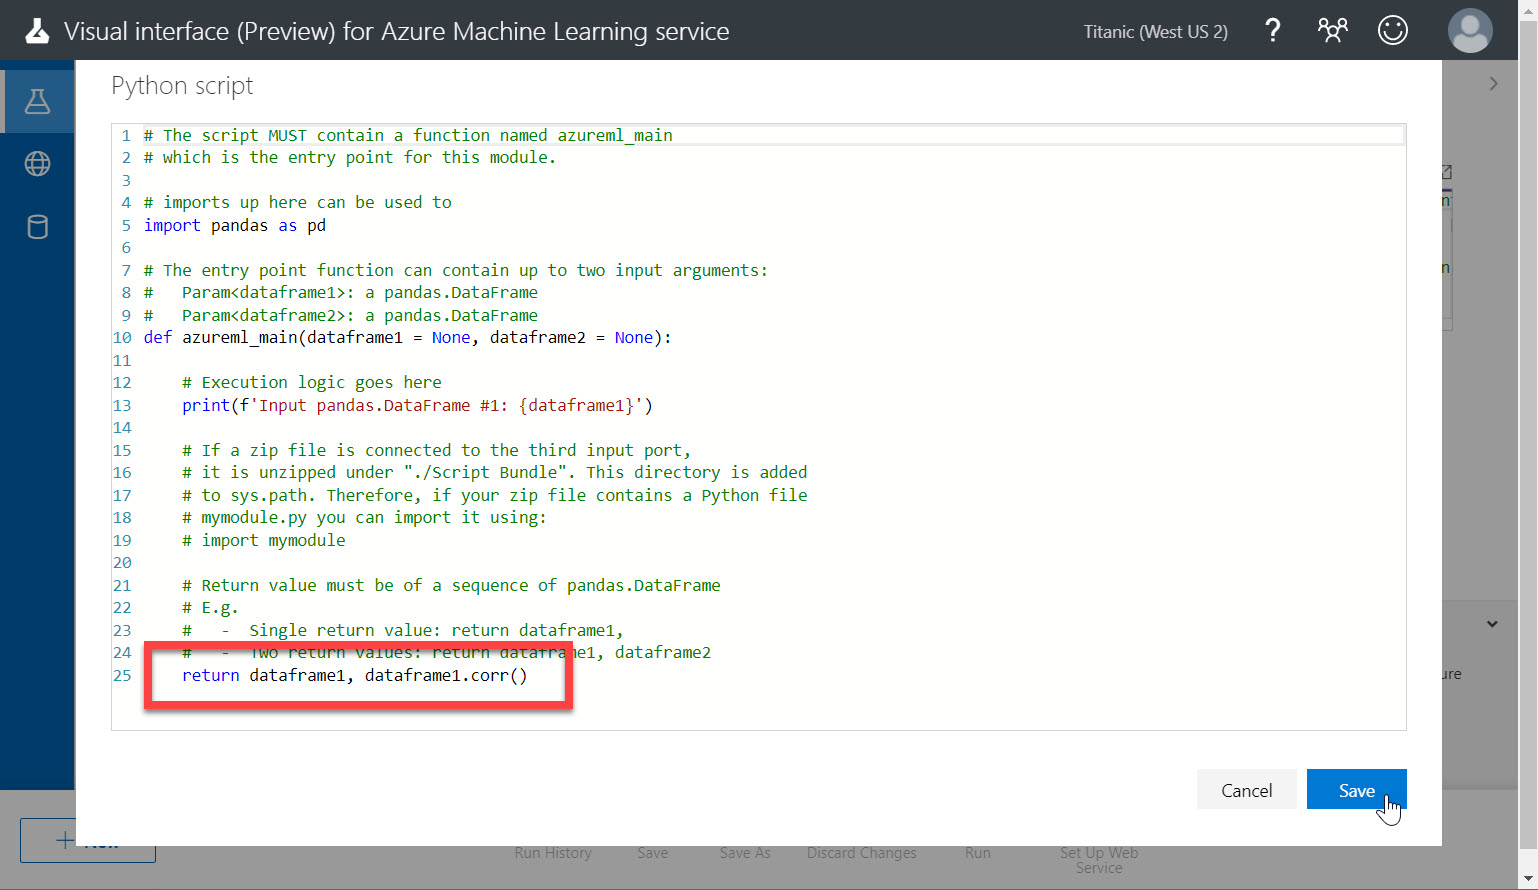 Visual interface (Preview) for Azure Machine Learning service
Titanic (West US 2)
?
Python script
1 # The script MUST contain a function named azureml_main
2 # which is the entry point for this module.
3
4 # imports up here can be used to
5 import pandas as pd
6
7 # The entry point function can contain up to two input arguments:
8 #   Param<dataframe1>: a pandas.DataFrame
9 #   Param<dataframe2>: a pandas.DataFrame
10 def azureml_main(dataframe1 = None, dataframe2 = None):
11
12     # Execution logic goes here
13     print(f'Input pandas.DataFrame #1: {dataframe1}')
14
15     # If a zip file is connected to the third input port,
16     # it is unzipped under "./Script Bundle". This directory is added
17     # to sys.path. Therefore, if your zip file contains a Python file
18     # mymodule.py you can import it using:
19     # import mymodule
20
21     # Return value must be of a sequence of pandas.DataFrame
22     # E.g.
23     #   -  Single return value: return dataframe1,
24     #   -  Two return values: return dataframe1, dataframe2
25     return dataframe1, dataframe1.corr()
ure
Cancel
Save
Run History
Save
Save As
Discard Changes
Run
Set Up Web
Service